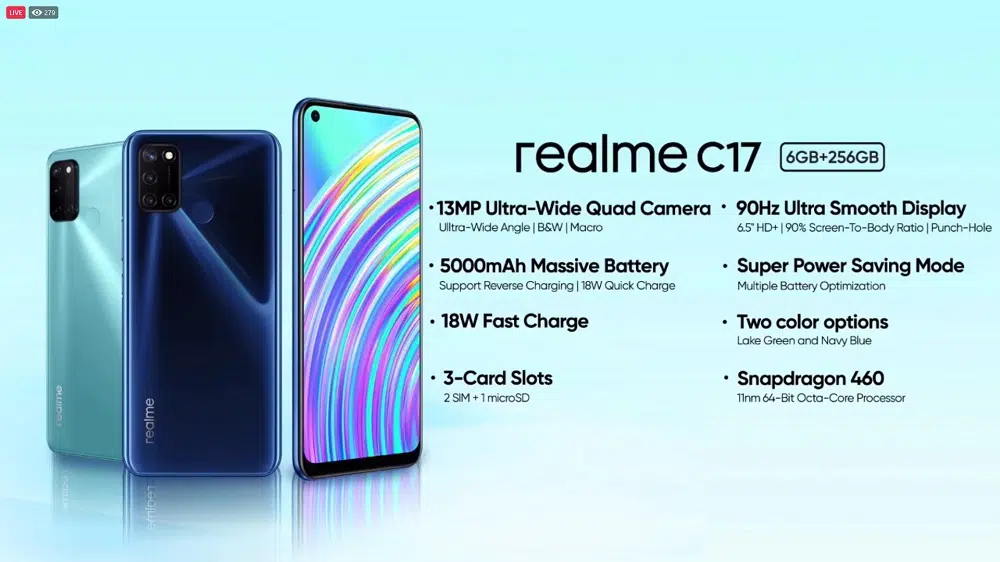 LIVE 279
realme C17 6GB+256GB
13MP Ultra-Wide Quad Camera
Ulltra-Wide Angle | B&W | Macro
5000mAh Massive Battery
Support Reverse Charging | 18W Quick Charge
18W Fast Charge
3-Card Slots
2 SIM + 1 microSD
90Hz Ultra Smooth Display
6.5" HD+ | 90% Screen-To-Body Ratio | Punch-Hole
Super Power Saving Mode
Multiple Battery Optimization
Two color options
Lake Green and Navy Blue
Snapdragon 460
11nm 64-Bit Octa-Core Processor
realme
realme